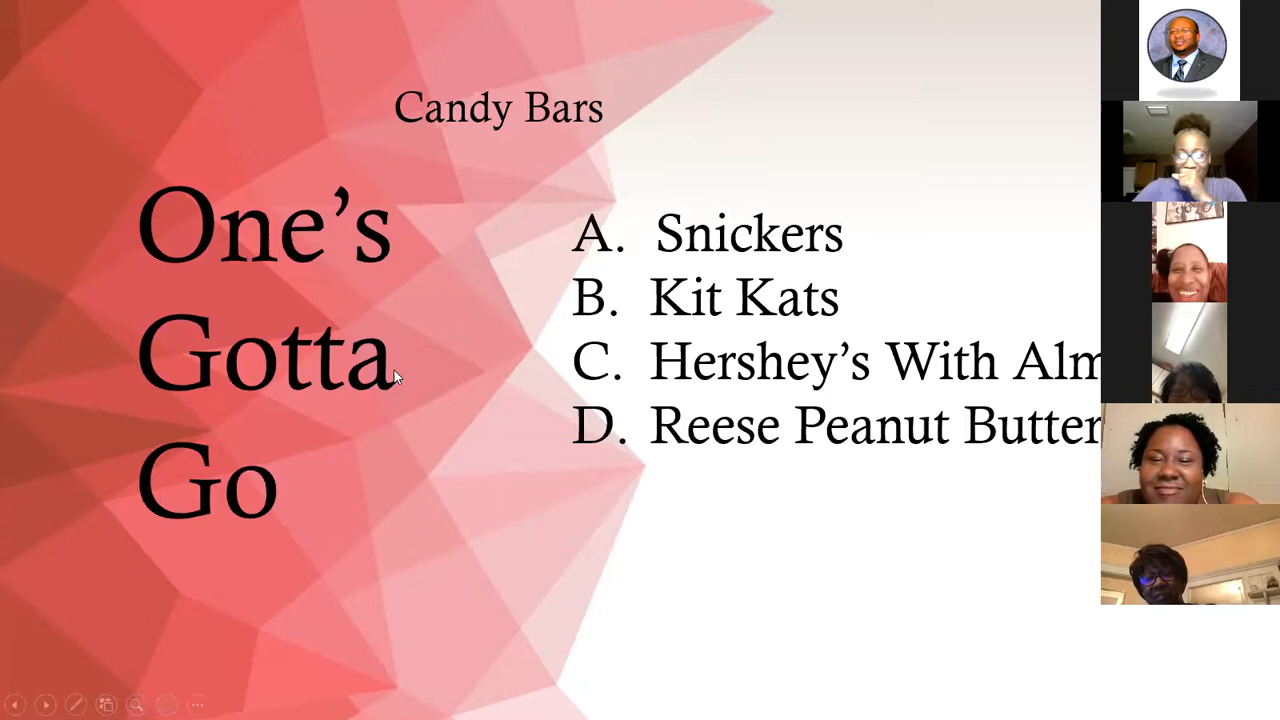 Candy Bars
One’s
Gotta
Go
A. Snickers
B. Kit Kats
C. Hershey’s With Alm
D. Reese Peanut Butter